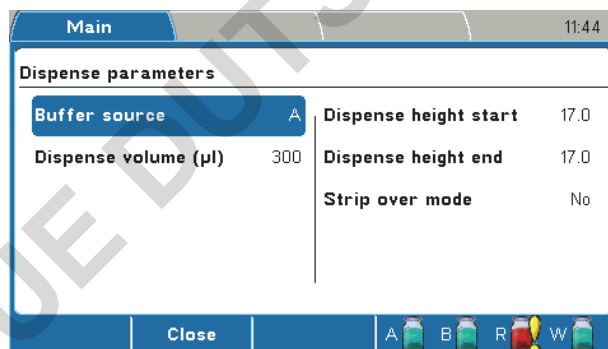 Main
11:44
Dispense parameters
Buffer source A
Dispense volume (µl) 300
Dispense height start 17.0
Dispense height end 17.0
Strip over mode No
Close
A B R W